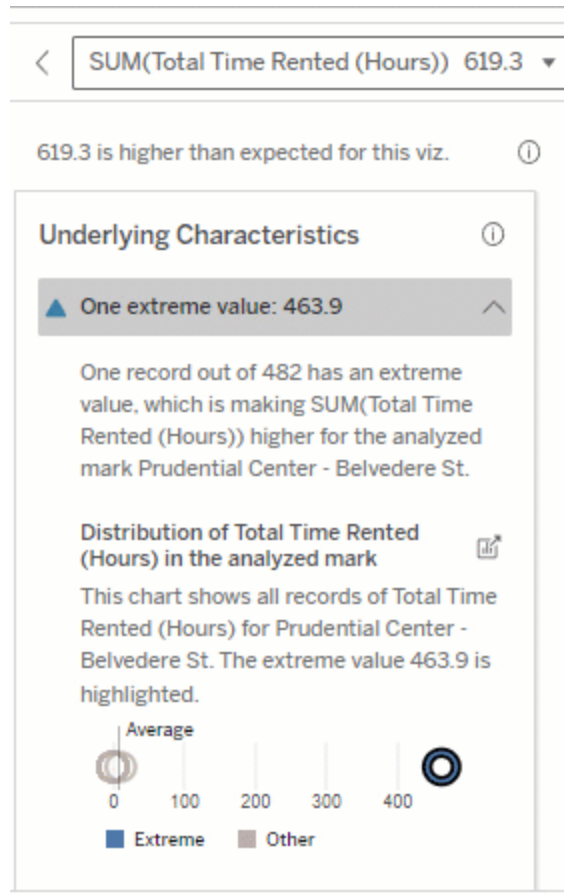 SUM(Total Time Rented (Hours)) 619.3
619.3 is higher than expected for this viz.
Underlying Characteristics
One extreme value: 463.9
One record out of 482 has an extreme
value, which is making SUM(Total Time
Rented (Hours)) higher for the analyzed
mark Prudential Center - Belvedere St.
Distribution of Total Time Rented
(Hours) in the analyzed mark
This chart shows all records of Total Time
Rented (Hours) for Prudential Center -
Belvedere St. The extreme value 463.9 is
highlighted.
Average
0 100 200 300 400
Extreme Other